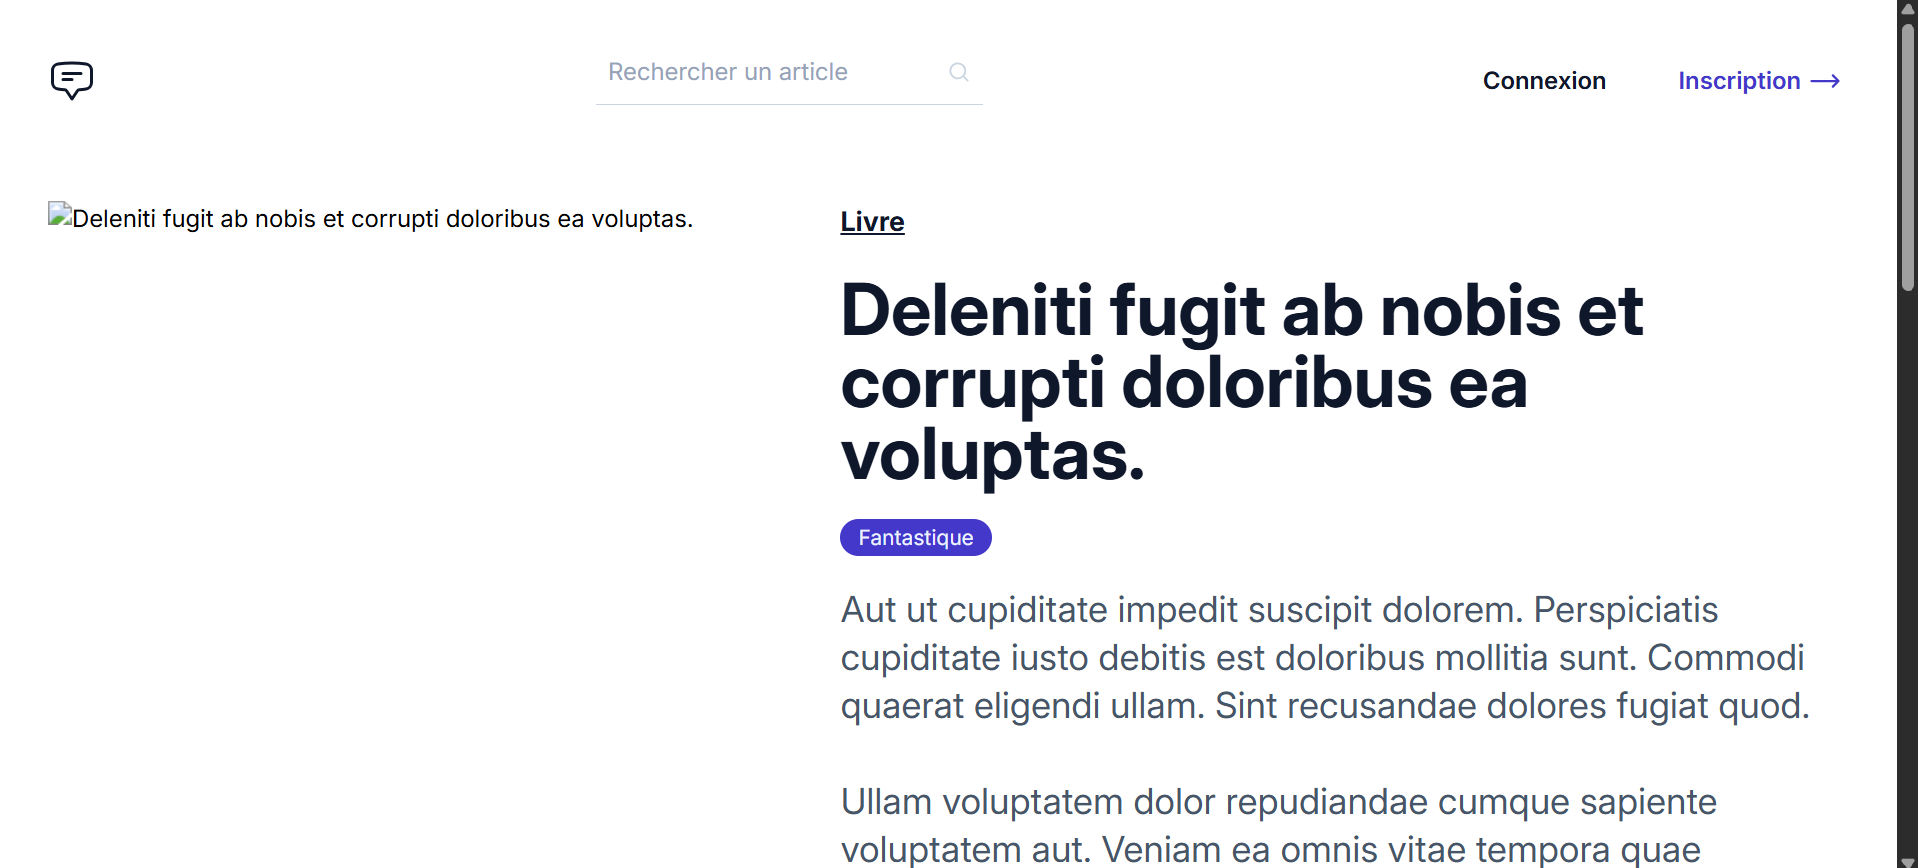 Rechercher un article
Connexion
Inscription
Deleniti fugit ab nobis et corrupti doloribus ea voluptas.
Livre
Deleniti fugit ab nobis et
corrupti doloribus ea
voluptas.
Fantastique
Aut ut cupiditate impedit suscipit dolorem. Perspiciatis
cupiditate iusto debitis est doloribus mollitia sunt. Commodi
quaerat eligendi ullam. Sint recusandae dolores fugiat quod.
Ullam voluptatem dolor repudiandae cumque sapiente
voluptatem aut. Veniam ea omnis vitae tempora quae